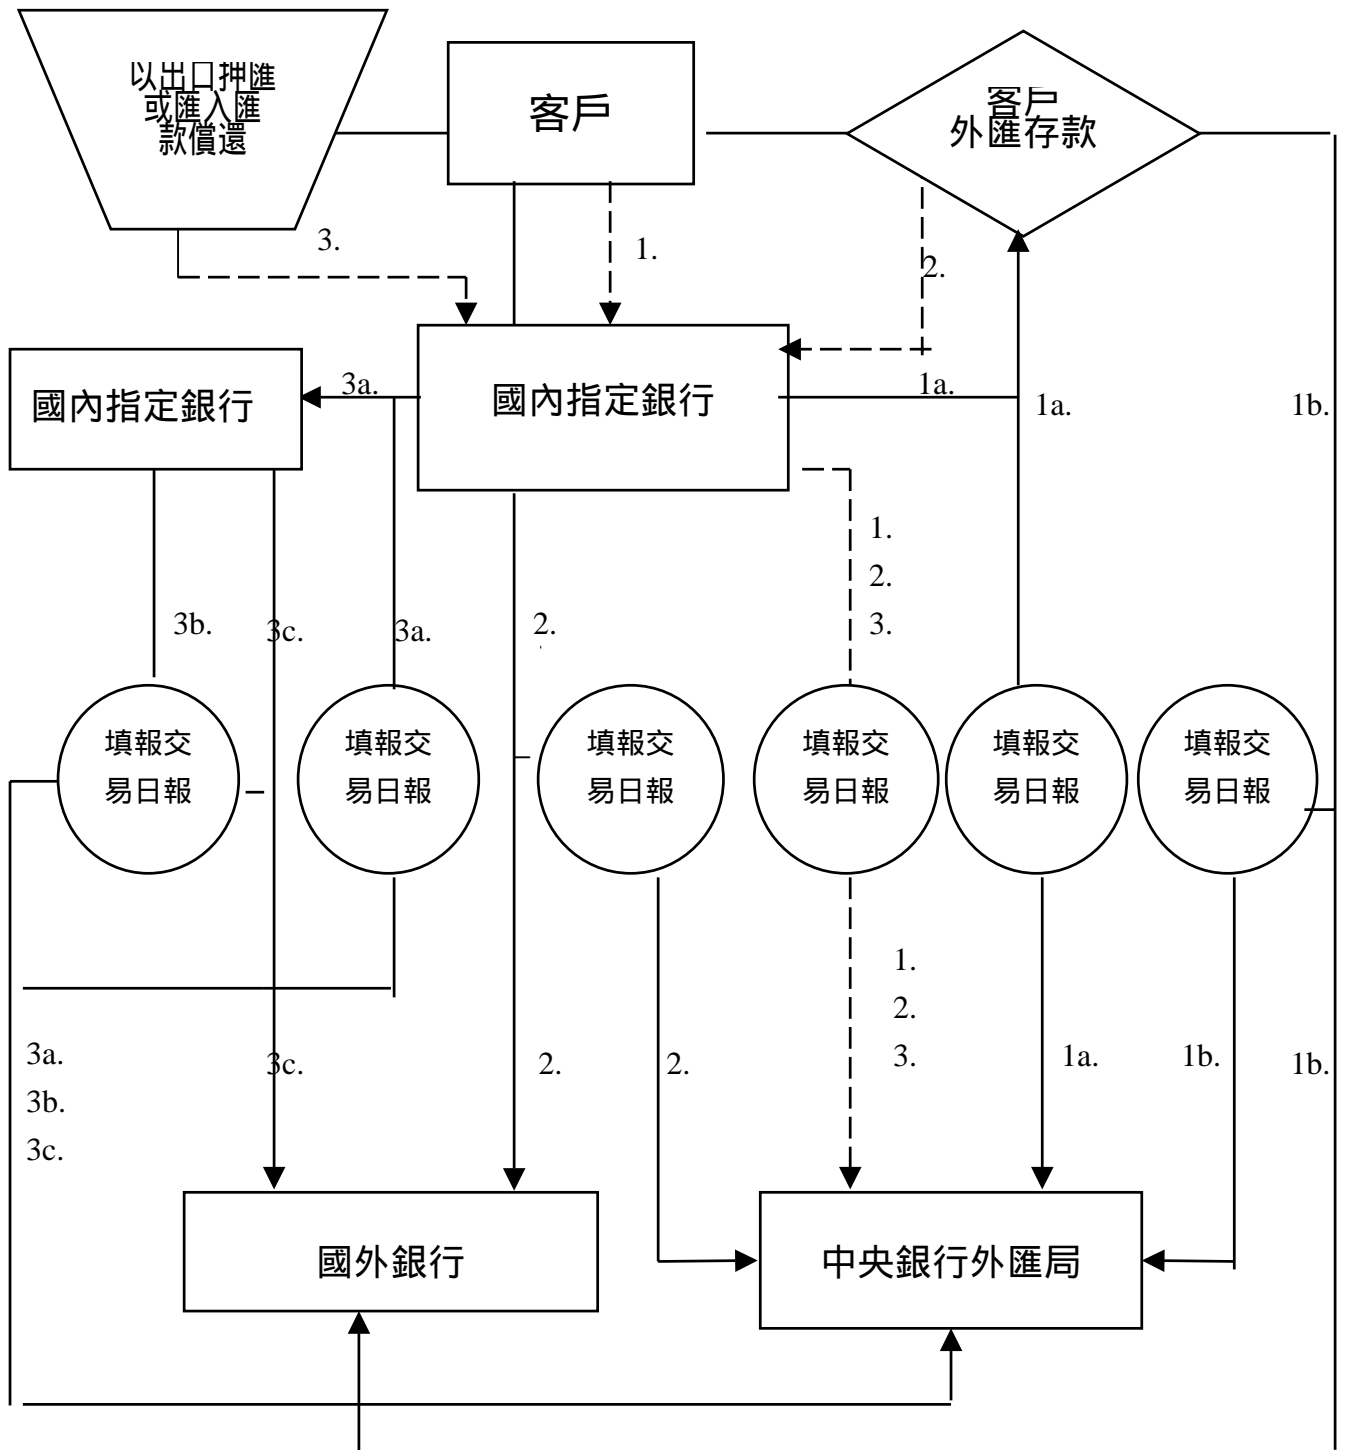 以出口押匯
或匯入匯
款償還
客戶
客戶
外匯存款
3.
1.
2.
國內指定銀行
3a.
國內指定銀行
1a.
1a.
1b.
1.
2.
3.
3b.
3c.
3a.
2.
填報交
易日報
填報交
易日報
填報交
易日報
填報交
易日報
填報交
易日報
填報交
易日報
1.
2.
3.
3a.
3b.
3c.
3c.
2.
2.
1a.
1b.
1b.
國外銀行
中央銀行外匯局